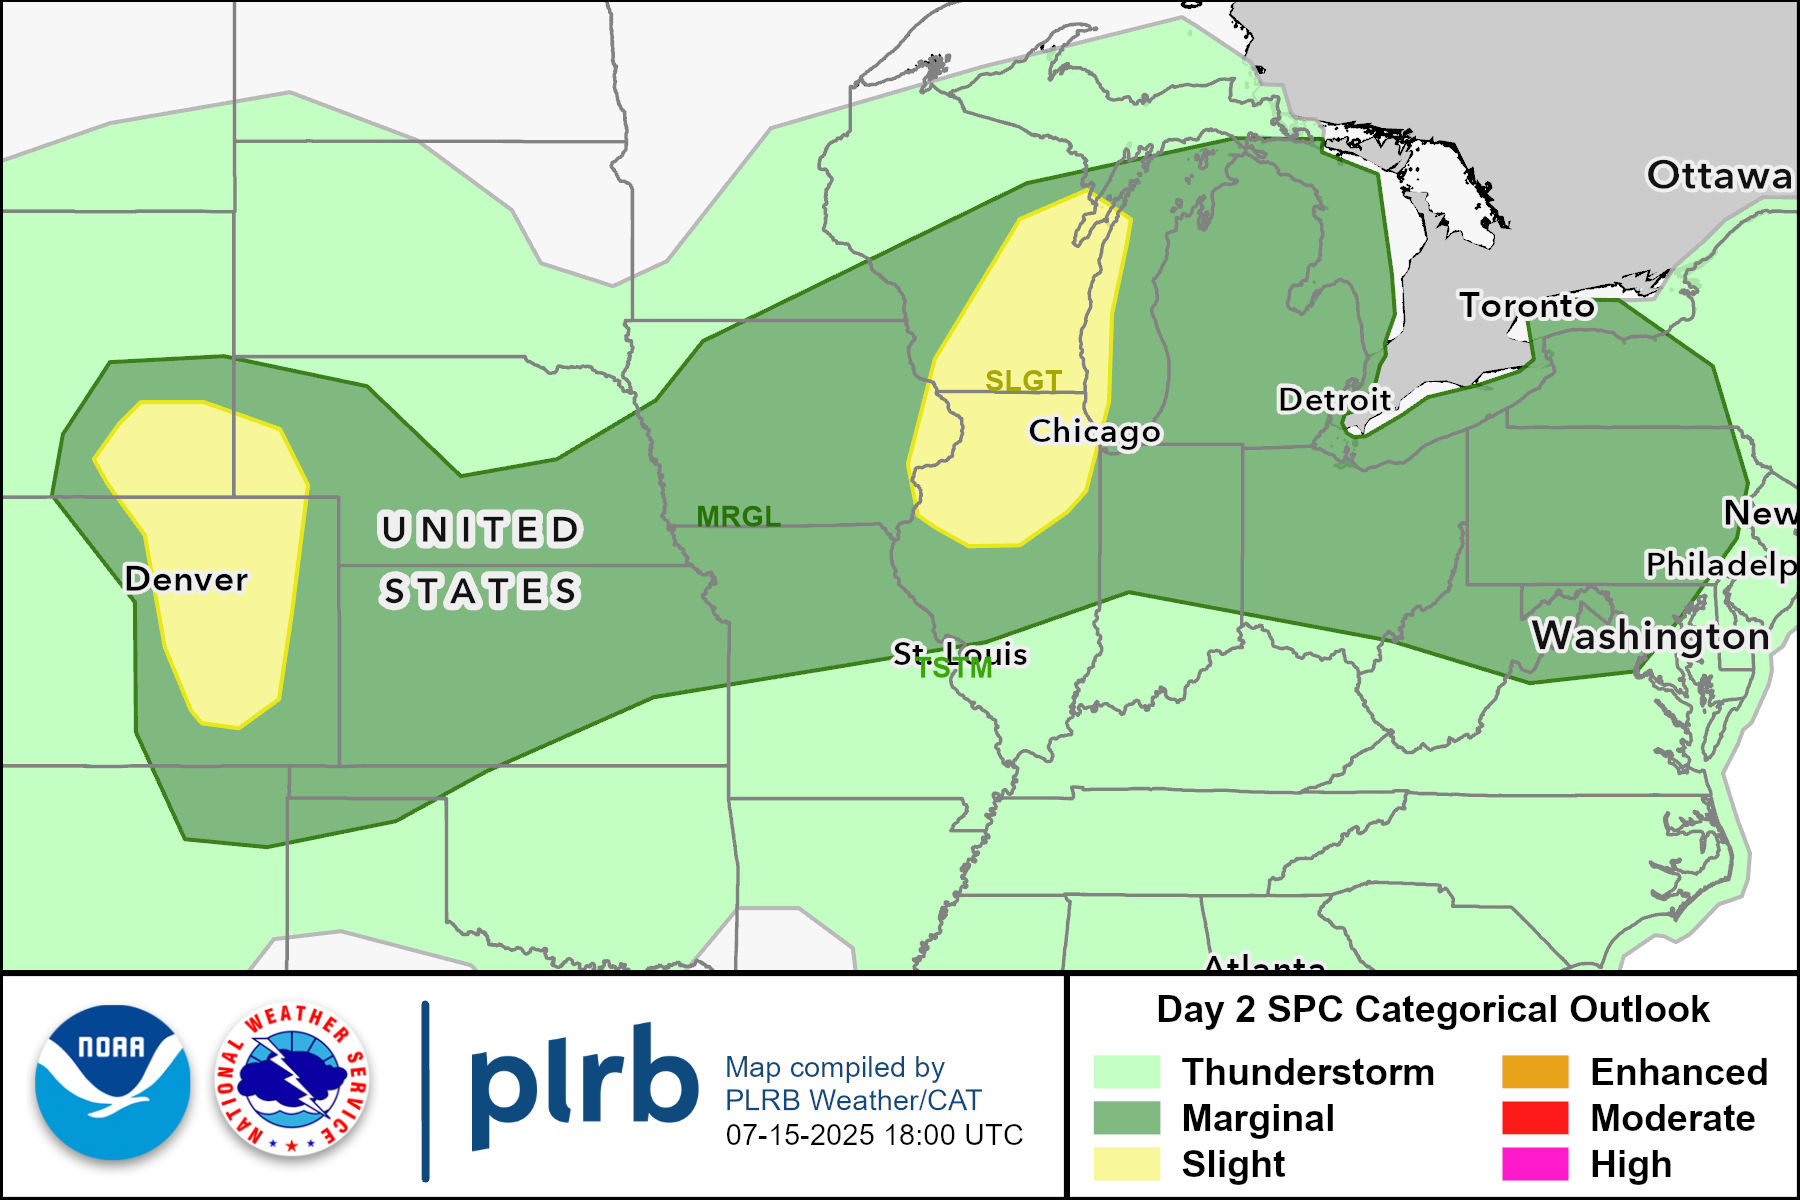 Ottawa
Toronto
Detroit
SLGT
Chicago
MRGL
UNITED
STATES
New
Denver
Philadelp
Washington
St. Louis
TSTM
Atlanta
NOAA
NATIONAL WEATHER SERVICE
plrb
Map compiled by
PLRB Weather/CAT
07-15-2025 18:00 UTC
Day 2 SPC Categorical Outlook
Thunderstorm
Marginal
Slight
Enhanced
Moderate
High